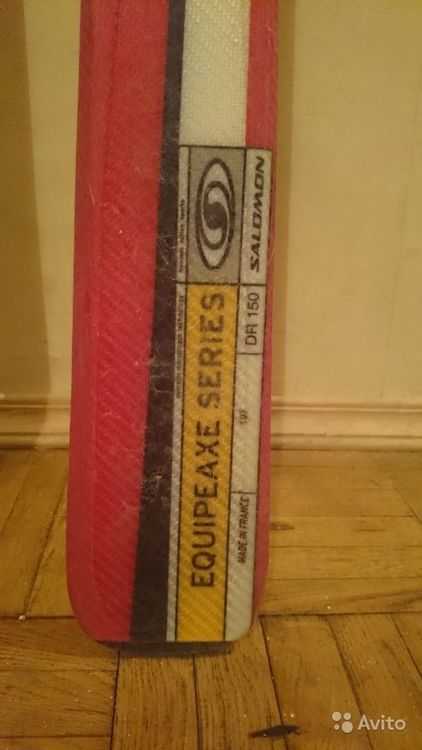 SALOMON
DR 150
197
MADE IN FRANCE
EQUIPEAXE SERIES
Avito